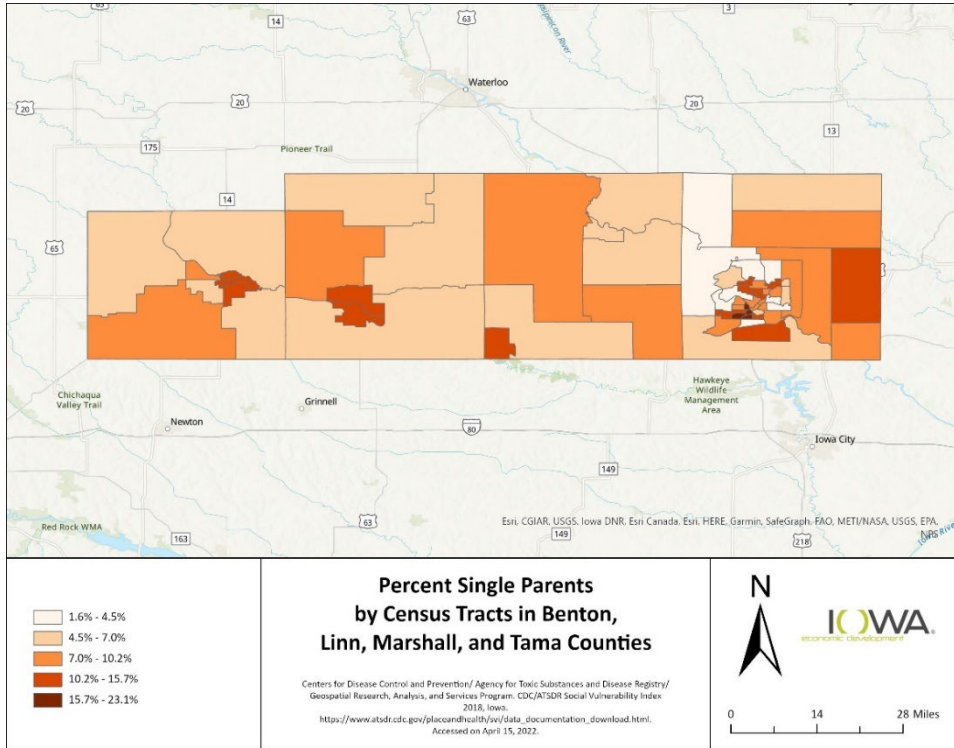 65
63
14
3
Waterloo
20
20
20
13
175
Pioneer Trail
14
65
Chichaqua
Valley Trail
Grinnell
Newton
80
Hawkeye
Wildlife
Management
Area
Iowa City
149
63
Red Rock WMA
163
149
218
Esri, CGIAR, USGS, Iowa DNR, Esri Canada, Esri, HERE, Garmin, SafeGraph, FAO, METI/NASA, USGS, EPA,
NPS
1.6% - 4.5%
4.5% - 7.0%
7.0% - 10.2%
10.2% - 15.7%
15.7% - 23.1%
Percent Single Parents
by Census Tracts in Benton,
Linn, Marshall, and Tama Counties
Centers for Disease Control and Prevention/ Agency for Toxic Substances and Disease Registry/
Geospatial Research, Analysis, and Services Program. CDC/ATSDR Social Vulnerability Index
2018, Iowa.
https://www.atsdr.cdc.gov/placeandhealth/svi/data_documentation_download.html.
Accessed on April 15, 2022.
N
IOWA®
economic development
0 14 28 Miles